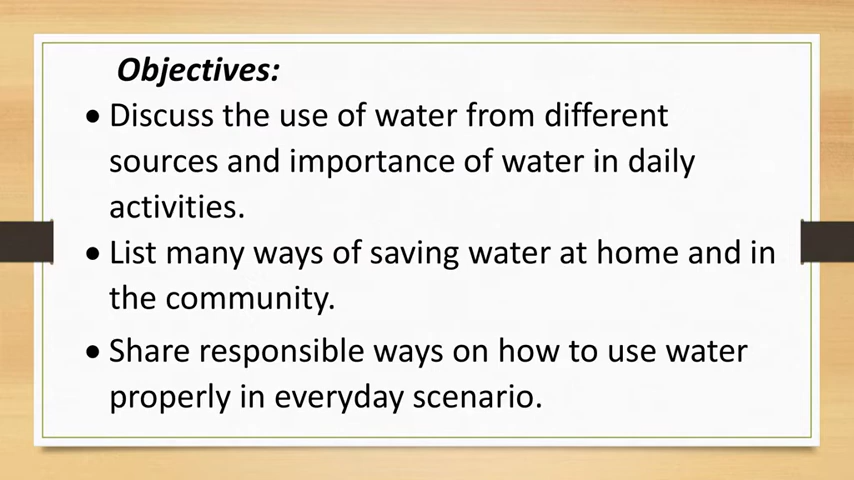 Objectives:
• Discuss the use of water from different
sources and importance of water in daily
activities.
• List many ways of saving water at home and in
the community.
• Share responsible ways on how to use water
properly in everyday scenario.